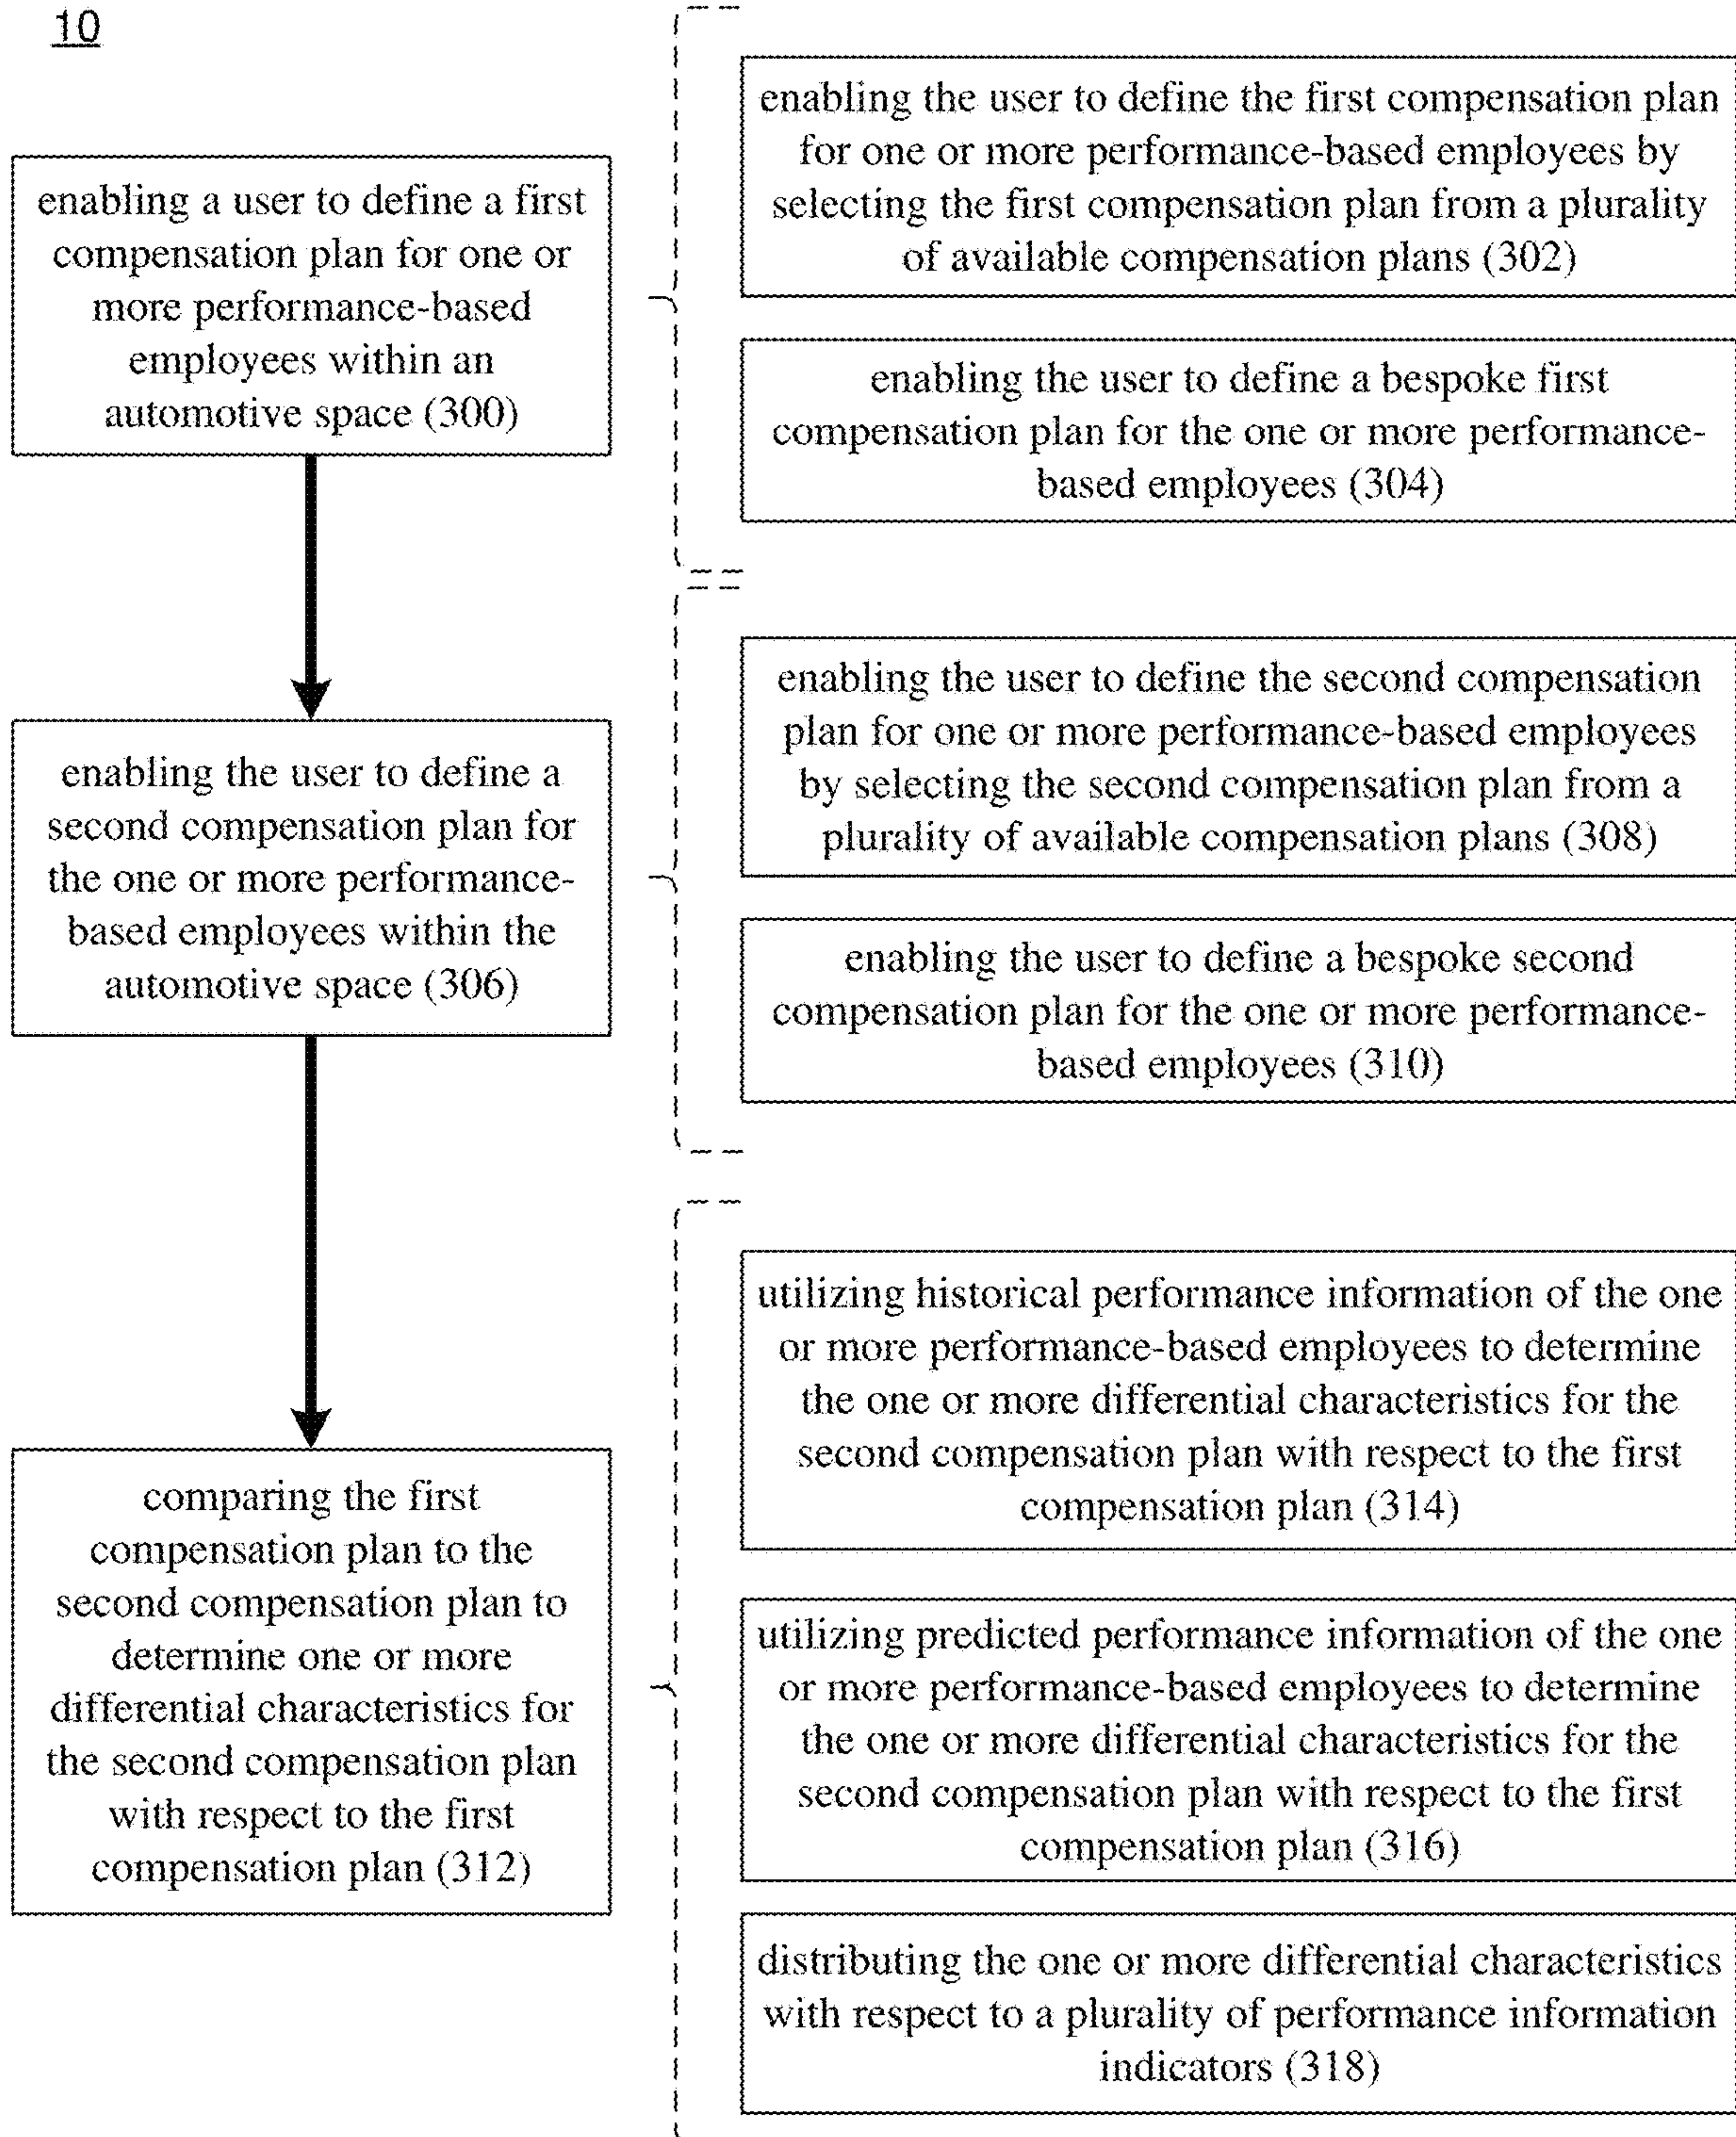 10
enabling a user to define a first
compensation plan for one or
more performance-based
employees within an
automotive space (300)
enabling the user to define the first compensation plan
for one or more performance-based employees by
selecting the first compensation plan from a plurality
of available compensation plans (302)
enabling the user to define a bespoke first
compensation plan for the one or more performance-
based employees (304)
enabling the user to define a
second compensation plan for
the one or more performance-
based employees within the
automotive space (306)
enabling the user to define the second compensation
plan for one or more performance-based employees
by selecting the second compensation plan from a
plurality of available compensation plans (308)
enabling the user to define a bespoke second
compensation plan for the one or more performance-
based employees (310)
comparing the first
compensation plan to the
second compensation plan to
determine one or more
differential characteristics for
the second compensation plan
with respect to the first
compensation plan (312)
utilizing historical performance information of the one
or more performance-based employees to determine
the one or more differential characteristics for the
second compensation plan with respect to the first
compensation plan (314)
utilizing predicted performance information of the one
or more performance-based employees to determine
the one or more differential characteristics for the
second compensation plan with respect to the first
compensation plan (316)
distributing the one or more differential characteristics
with respect to a plurality of performance information
indicators (318)